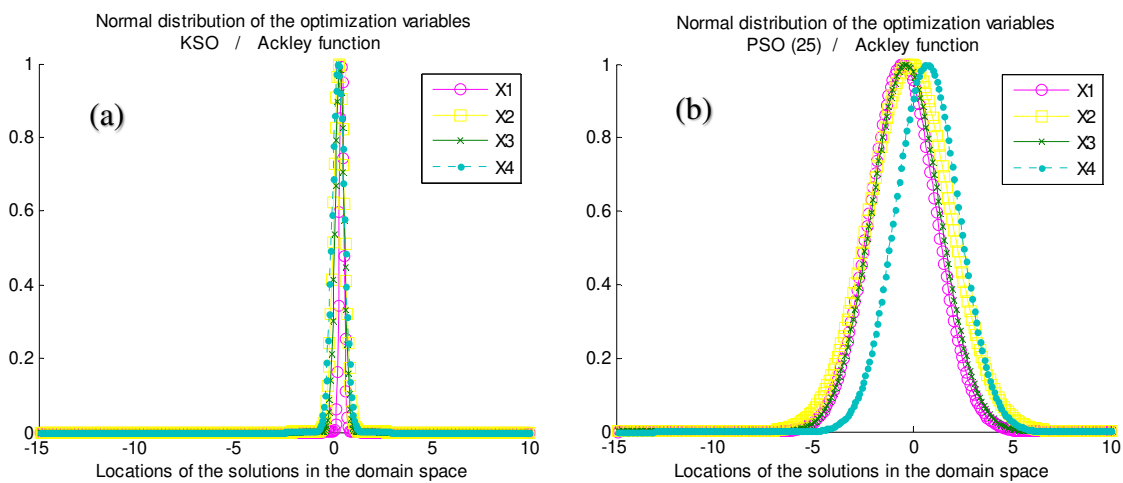 Normal distribution of the optimization variables
KSO / Ackley function
(a)
X1
X2
X3
X4
1
0.8
0.6
0.4
0.2
0
-15
-10
-5
0
5
10
Locations of the solutions in the domain space
Normal distribution of the optimization variables
PSO (25) / Ackley function
(b)
X1
X2
X3
X4
1
0.8
0.6
0.4
0.2
0
-15
-10
-5
0
5
10
Locations of the solutions in the domain space